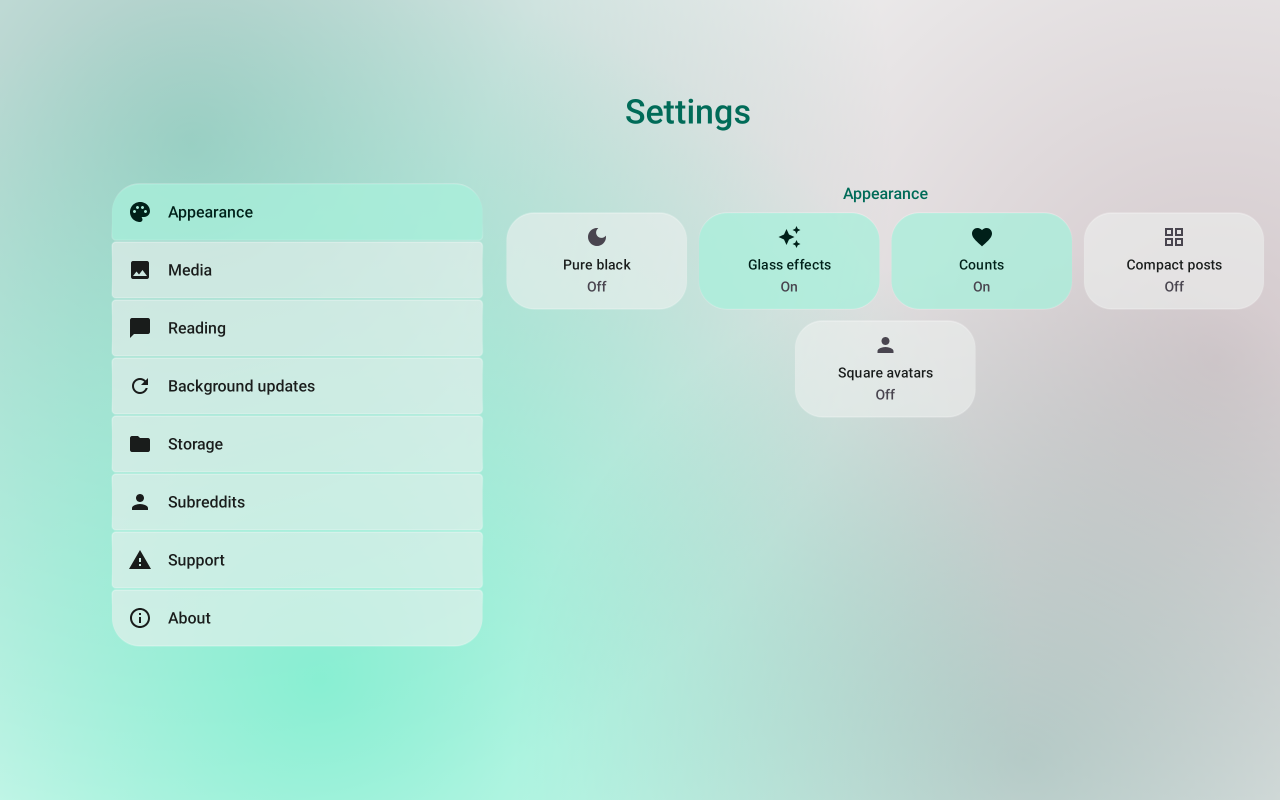 Settings
Appearance
Media
Reading
Background updates
Storage
Subreddits
Support
About
Appearance
Pure black
Off
Glass effects
On
Counts
On
Compact posts
Off
Square avatars
Off